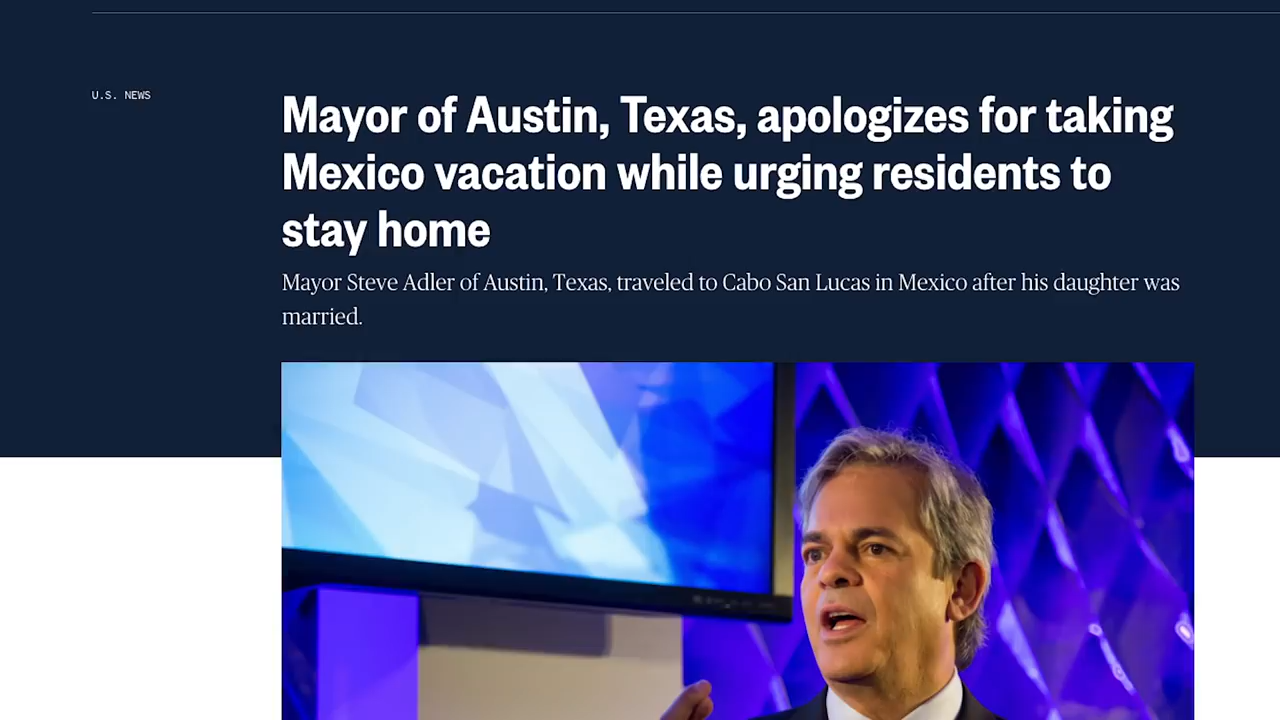 U.S. NEWS
Mayor of Austin, Texas, apologizes for taking
Mexico vacation while urging residents to
stay home
Mayor Steve Adler of Austin, Texas, traveled to Cabo San Lucas in Mexico after his daughter was
married.